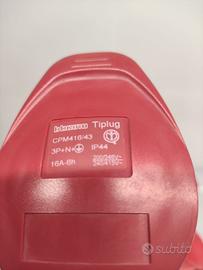 bticino Tiplug
CPM416/43
3P+N+ IP44
16A-6h
subito